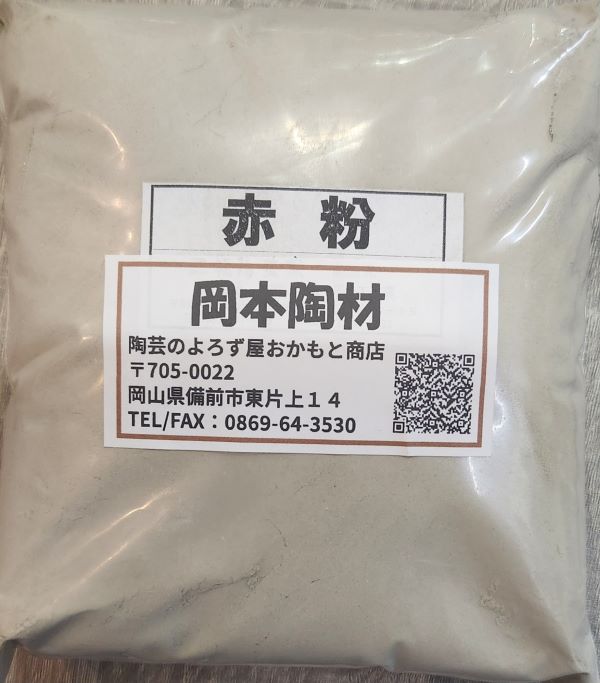 赤 粉
岡本陶材
陶芸のよろず屋おかもと商店
〒705-0022
岡山県備前市東片上１４
TEL/FAX：0869-64-3530